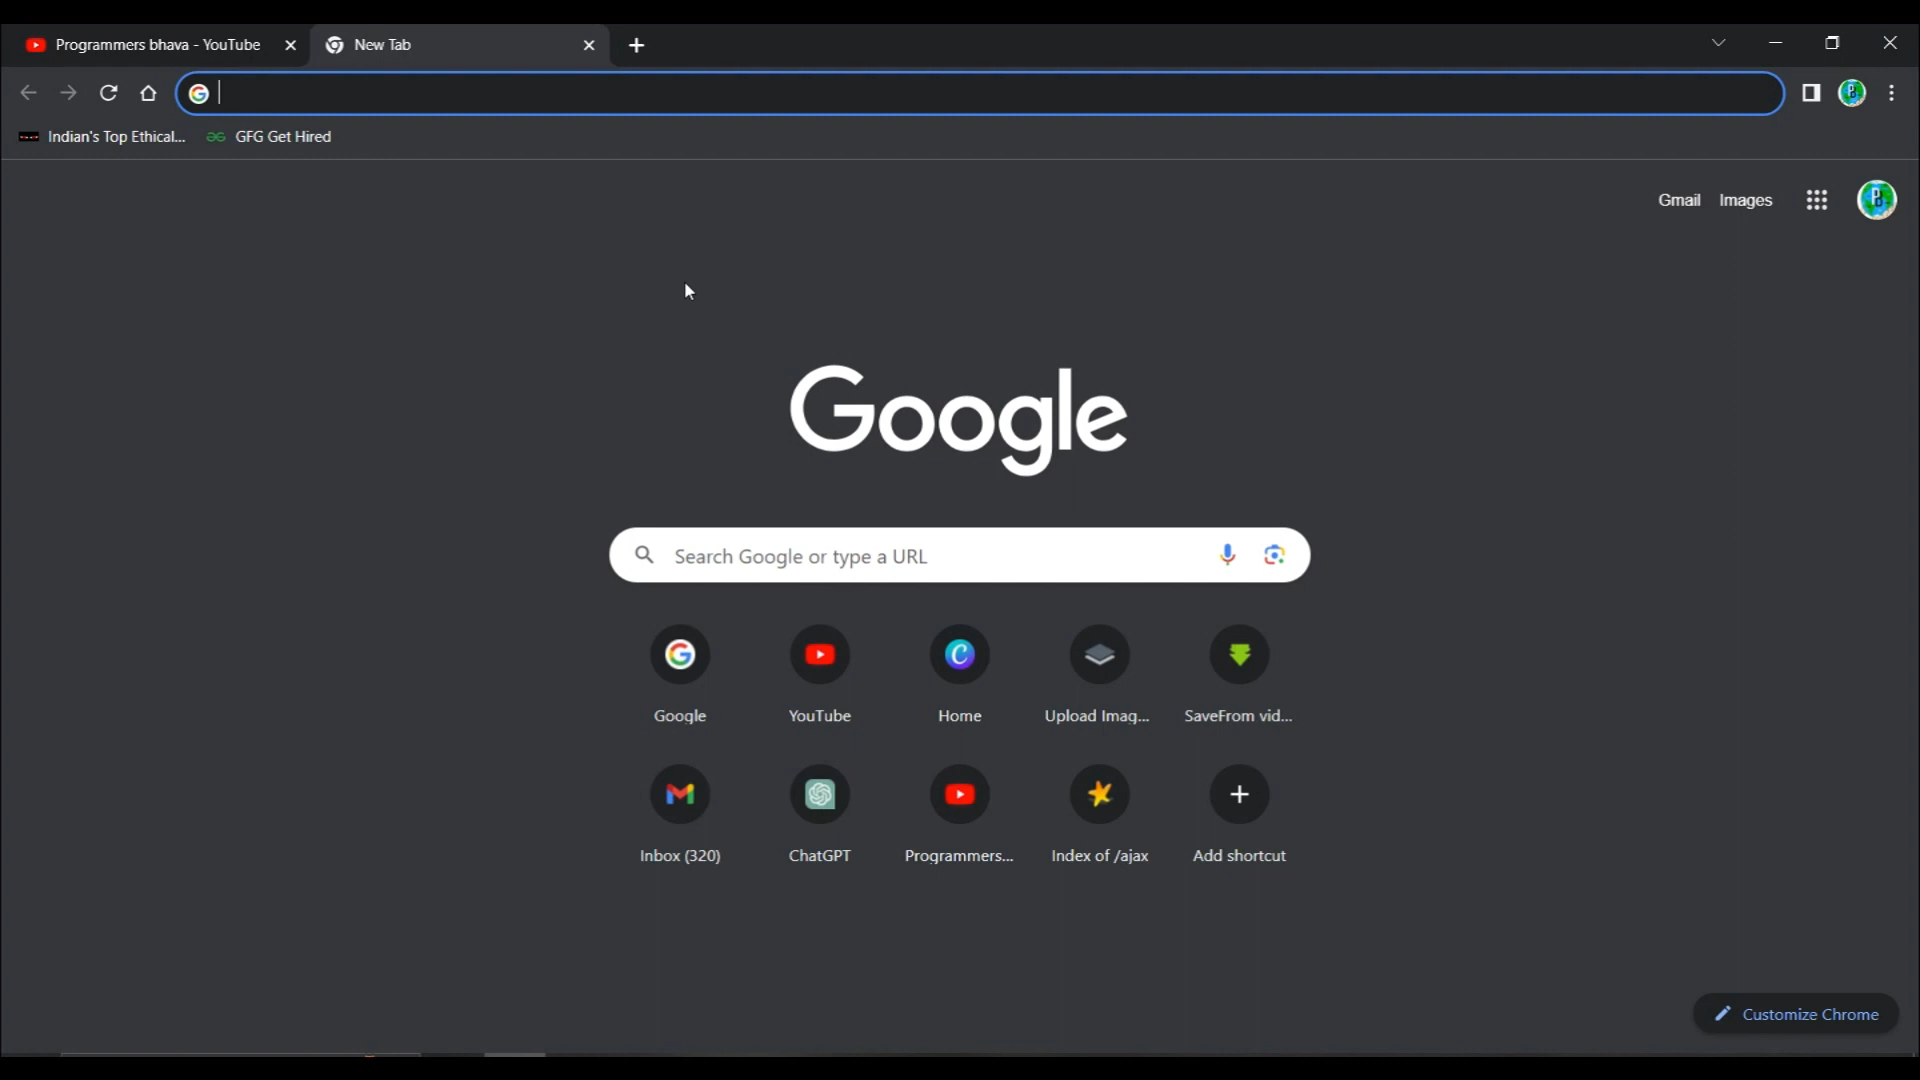 Programmers bhava - YouTube
New Tab
Indian's Top Ethical...
GFG Get Hired
Gmail Images
Google
Search Google or type a URL
Google YouTube Home Upload Imag... SaveFrom vid...
Inbox (320) ChatGPT Programmers... Index of /ajax Add shortcut
Customize Chrome